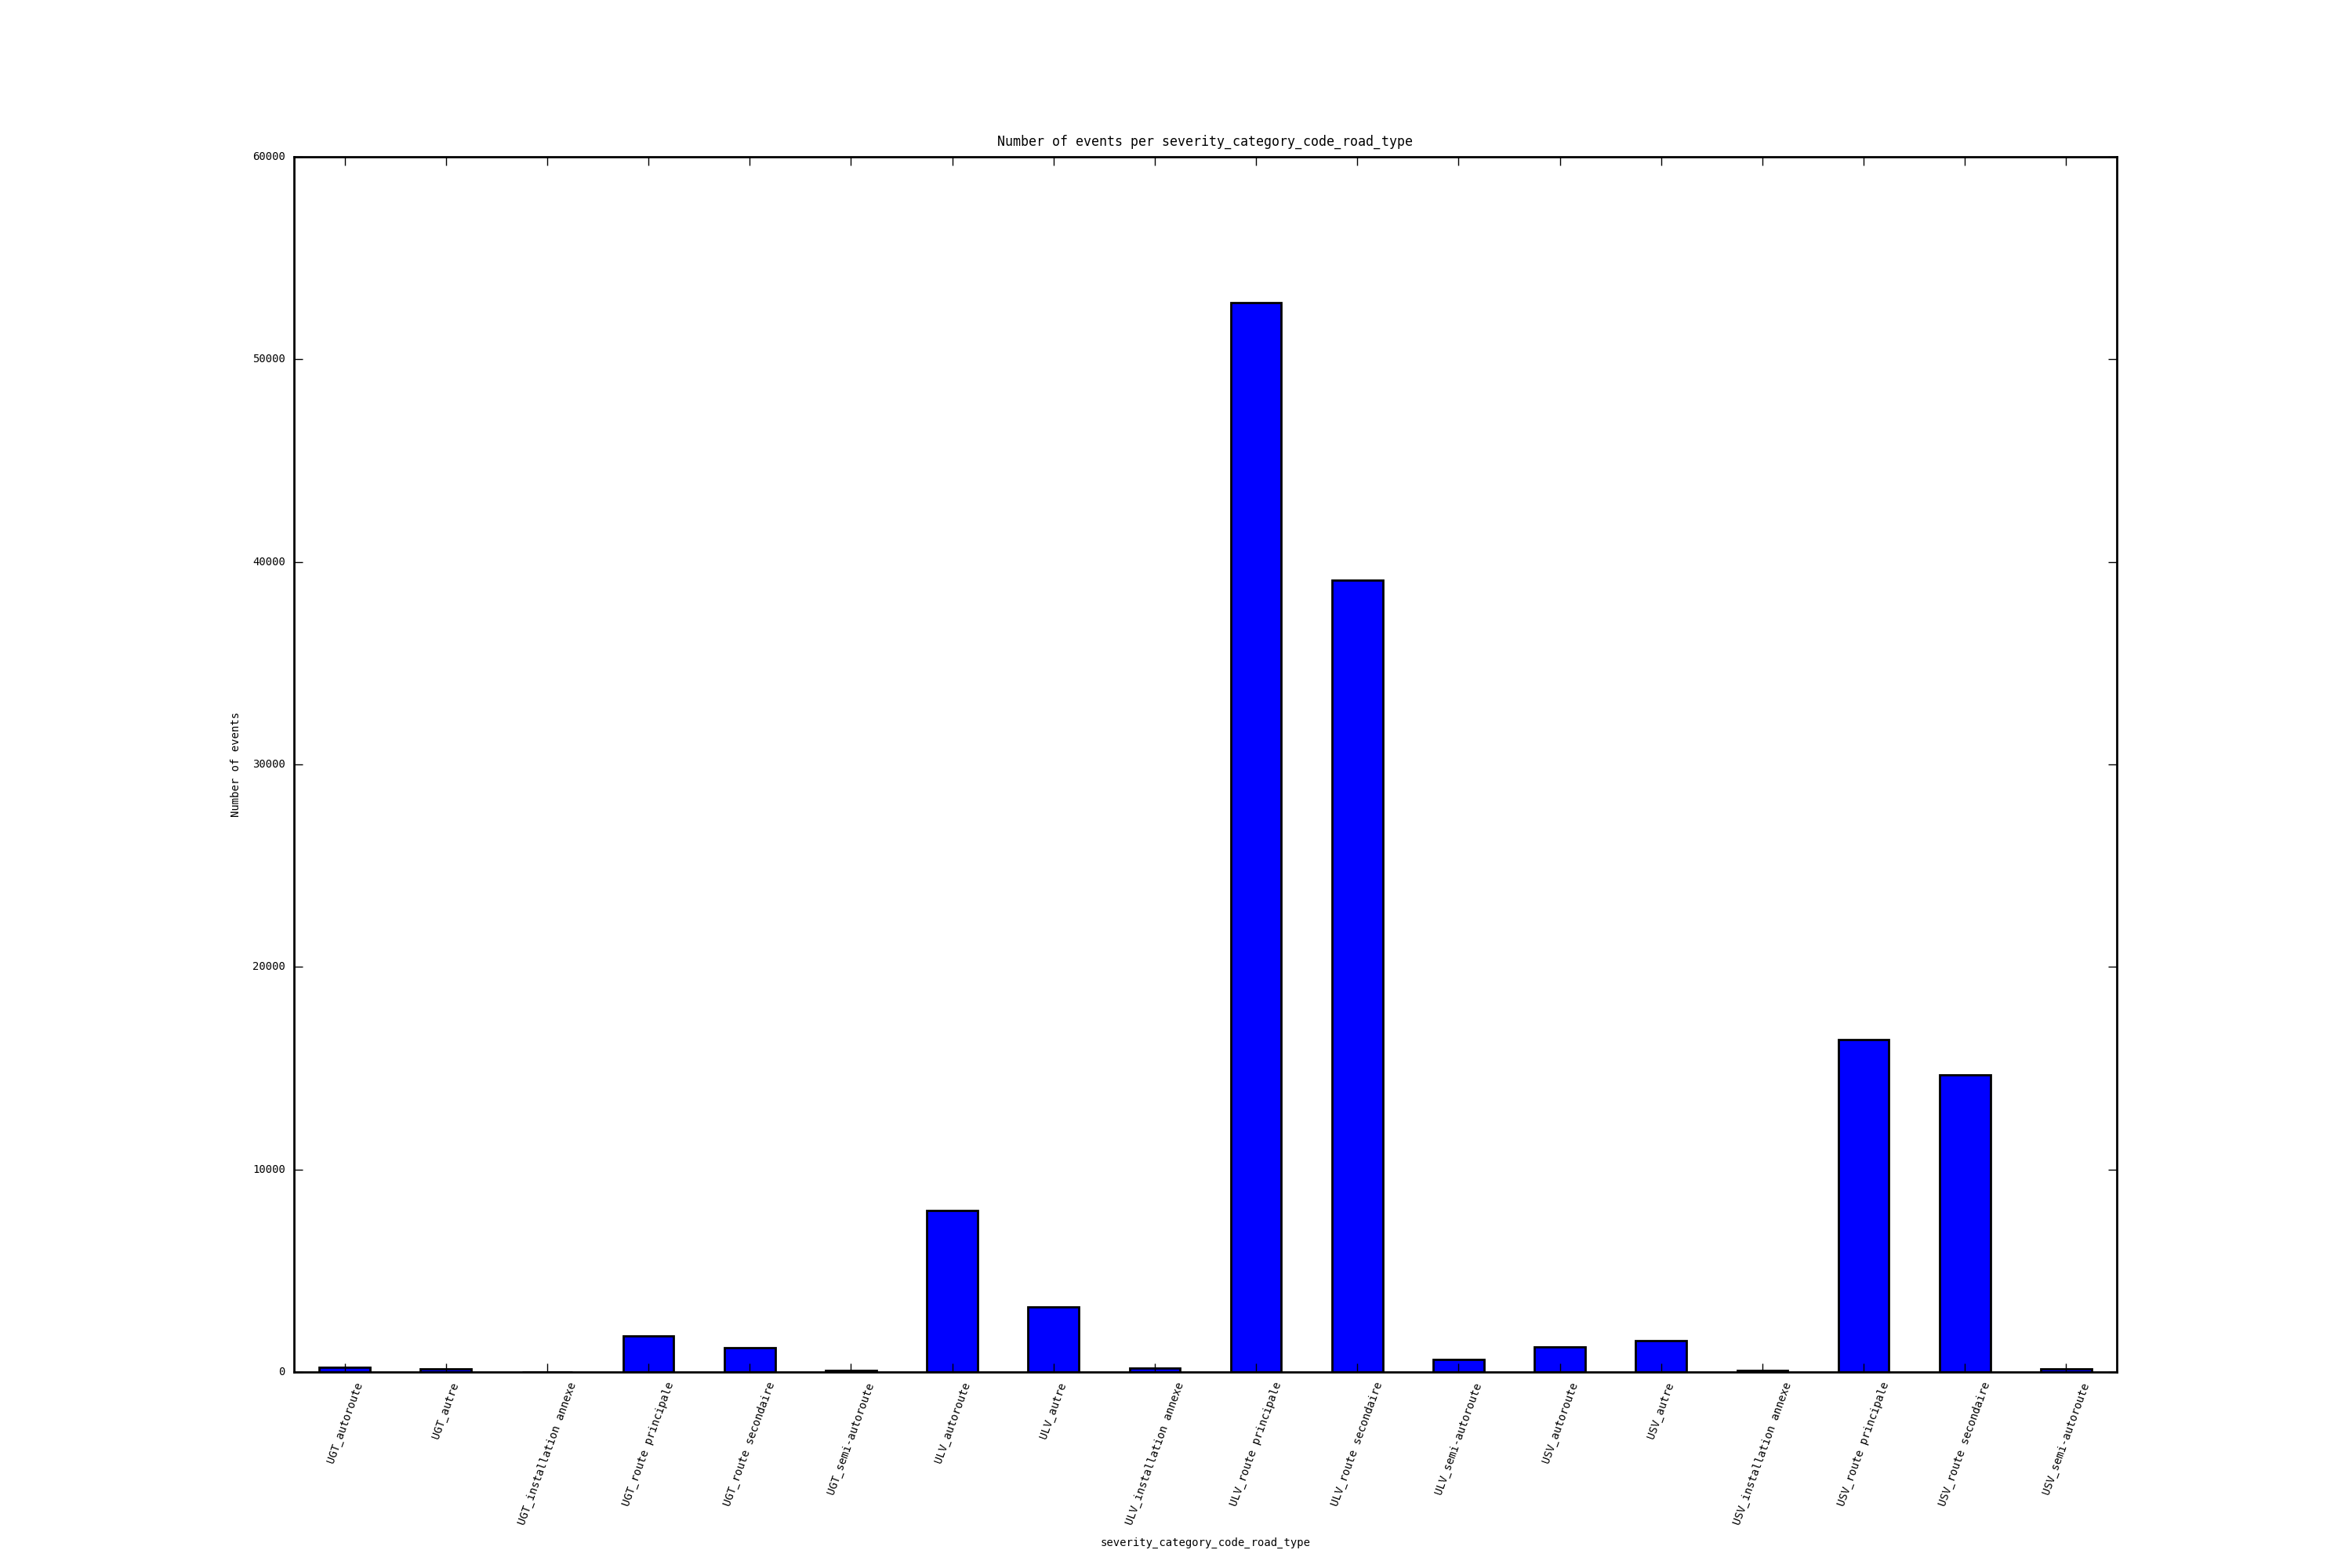 Number of events per severity_category_code_road_type
60000
50000
40000
30000
20000
10000
0
Number of events
UGT_autoroute
UGT_autre
UGT_installation annexe
UGT_route principale
UGT_route secondaire
UGT_semi-autoroute
ULV_autoroute
ULV_autre
ULV_installation annexe
ULV_route principale
ULV_route secondaire
ULV_semi-autoroute
USV_autoroute
USV_autre
USV_installation annexe
USV_route principale
USV_route secondaire
USV_semi-autoroute
severity_category_code_road_type